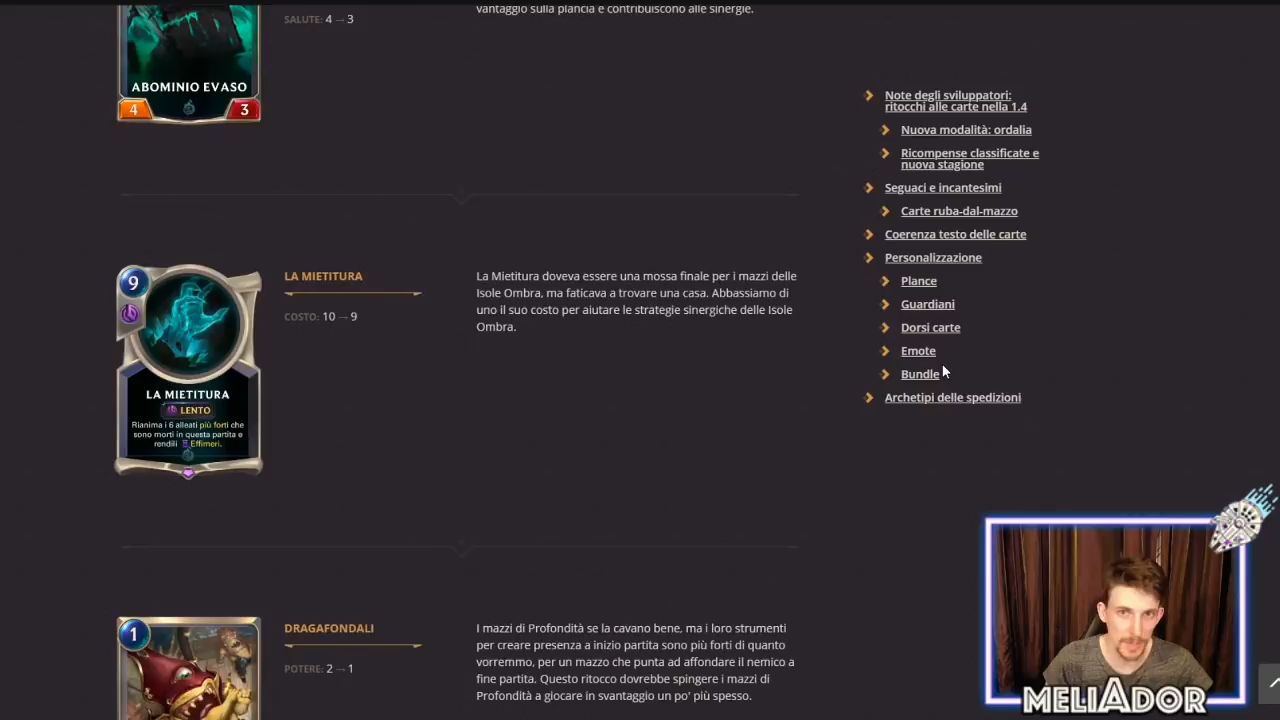 SALUTE: 4 → 3
vantaggio sulla plancia e contribuiscono alle sinergie.
ABOMINIO EVASO
4
3
9
LA MIETITURA
LENTO
Rianima i 6 alleati più forti che
sono morti in questa partita e
rendili Effimeri.
LA MIETITURA
COSTO: 10 → 9
La Mietitura doveva essere una mossa finale per i mazzi delle
Isole Ombra, ma faticava a trovare una casa. Abbassiamo di
uno il suo costo per aiutare le strategie sinergiche delle Isole
Ombra.
1
DRAGAFONDALI
POTERE: 2 → 1
I mazzi di Profondità se la cavano bene, ma i loro strumenti
per creare presenza a inizio partita sono più forti di quanto
vorremmo, per un mazzo che punta ad affondare il nemico a
fine partita. Questo ritocco dovrebbe spingere i mazzi di
Profondità a giocare in svantaggio un po' più spesso.
Note degli sviluppatori:
ritocchi alle carte nella 1.4
Nuova modalità: ordalia
Ricompense classificate e
nuova stagione
Seguaci e incantesimi
Carte ruba-dal-mazzo
Coerenza testo delle carte
Personalizzazione
Plance
Guardiani
Dorsi carte
Emote
Bundle
Archetipi delle spedizioni
MELIADOR